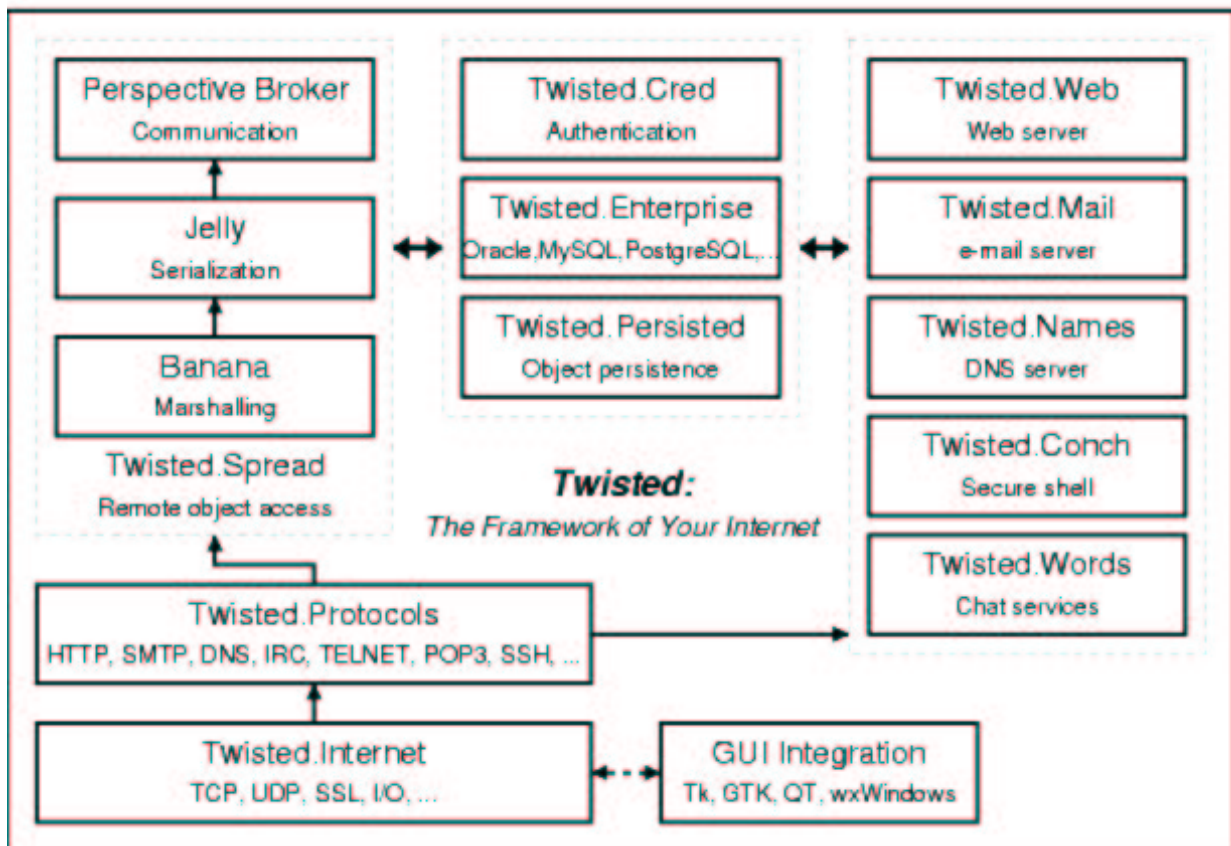 Perspective Broker
Communication
Jelly
Serialization
Banana
Marshalling
Twisted.Spread
Remote object access
Twisted.Cred
Authentication
Twisted.Enterprise
Oracle,MySQL,PostgreSQL,...
Twisted.Persisted
Object persistence
Twisted.Web
Web server
Twisted.Mail
e-mail server
Twisted.Names
DNS server
Twisted.Conch
Secure shell
Twisted.Words
Chat services
Twisted:
The Framework of Your Internet
Twisted.Protocols
HTTP, SMTP, DNS, IRC, TELNET, POP3, SSH, ...
Twisted.Internet
TCP, UDP, SSL, I/O, ...
GUI Integration
Tk, GTK, QT, wxWindows